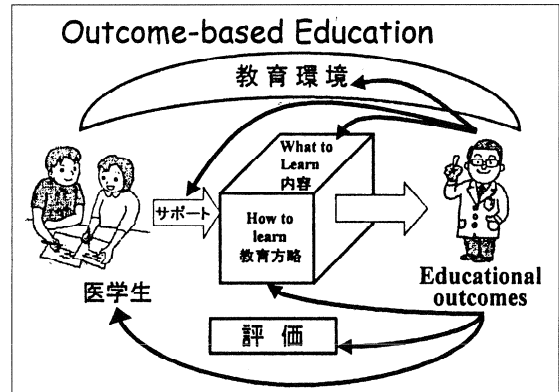 Outcome-based Education
教育環境
What to
Learn
内容
サポート
How to
learn
教育方略
医学生
Educational
outcomes
評価